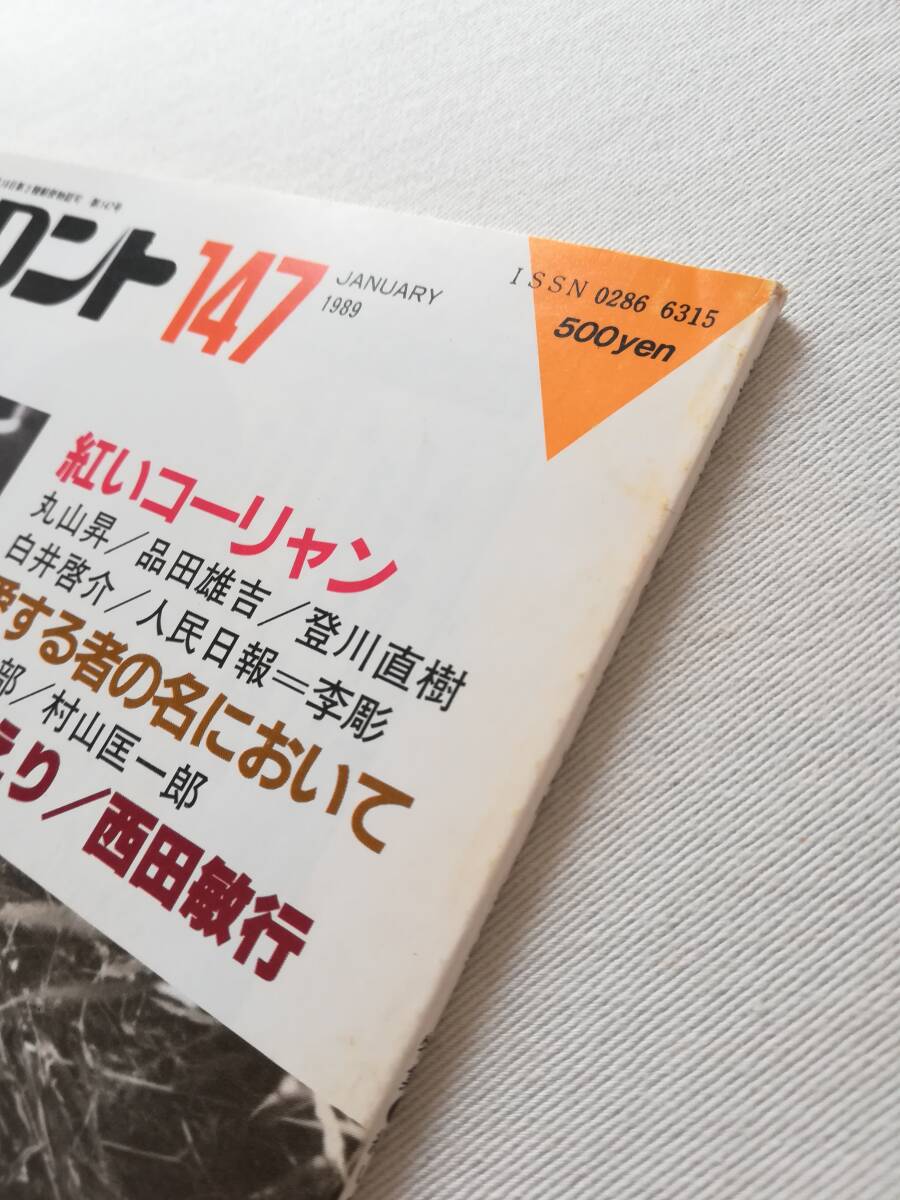 ロント
147
JANUARY
1989
ISSN 0286 6315
500yen
紅いコーリャン
丸山昇/品田雄吉/登川直樹
白井啓介/人民日報=李彫
愛する者の名において
郎/村山匡一郎
えり/西田敏行